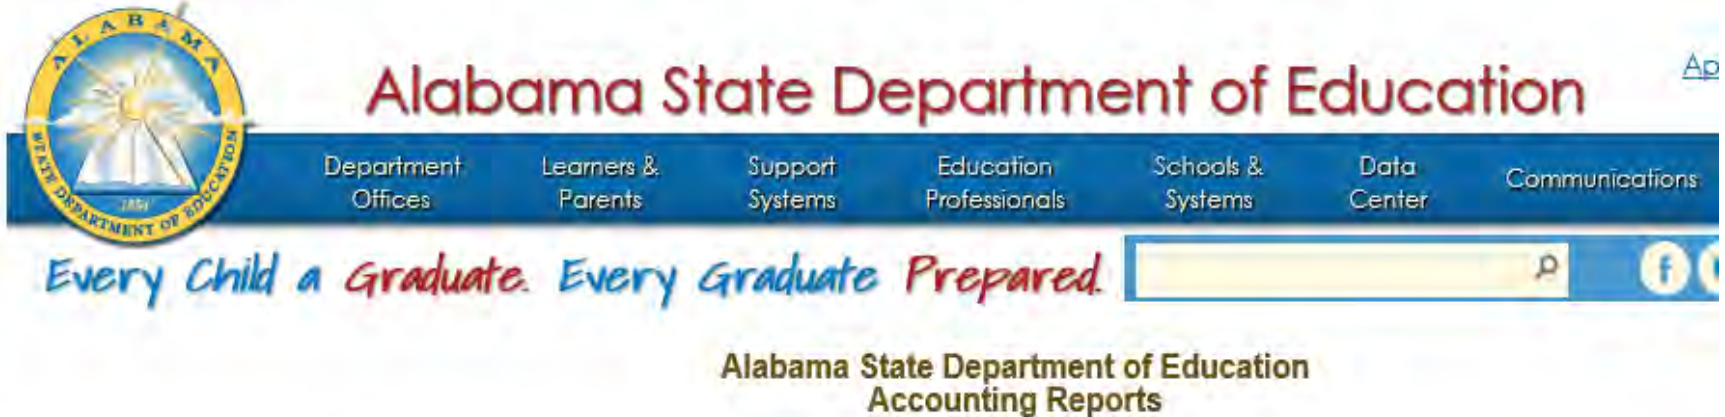 ALABAMA
STATE DEPARTMENT OF EDUCATION
Alabama State Department of Education
Ap
Department Offices
Learners & Parents
Support Systems
Education Professionals
Schools & Systems
Data Center
Communications
Every Child a Graduate. Every Graduate Prepared.
f
Alabama State Department of Education
Accounting Reports